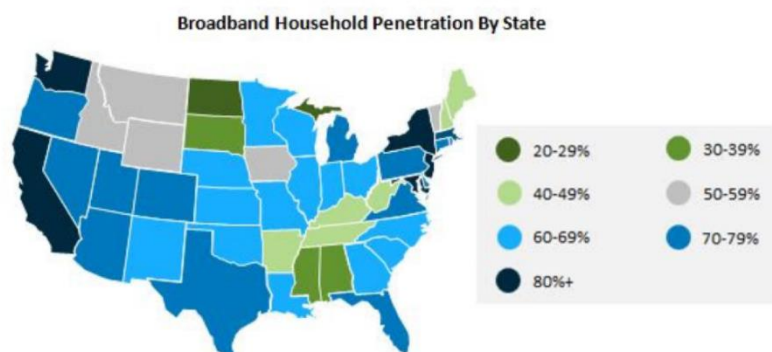 Broadband Household Penetration By State
20-29% 30-39%
40-49% 50-59%
60-69% 70-79%
80%+